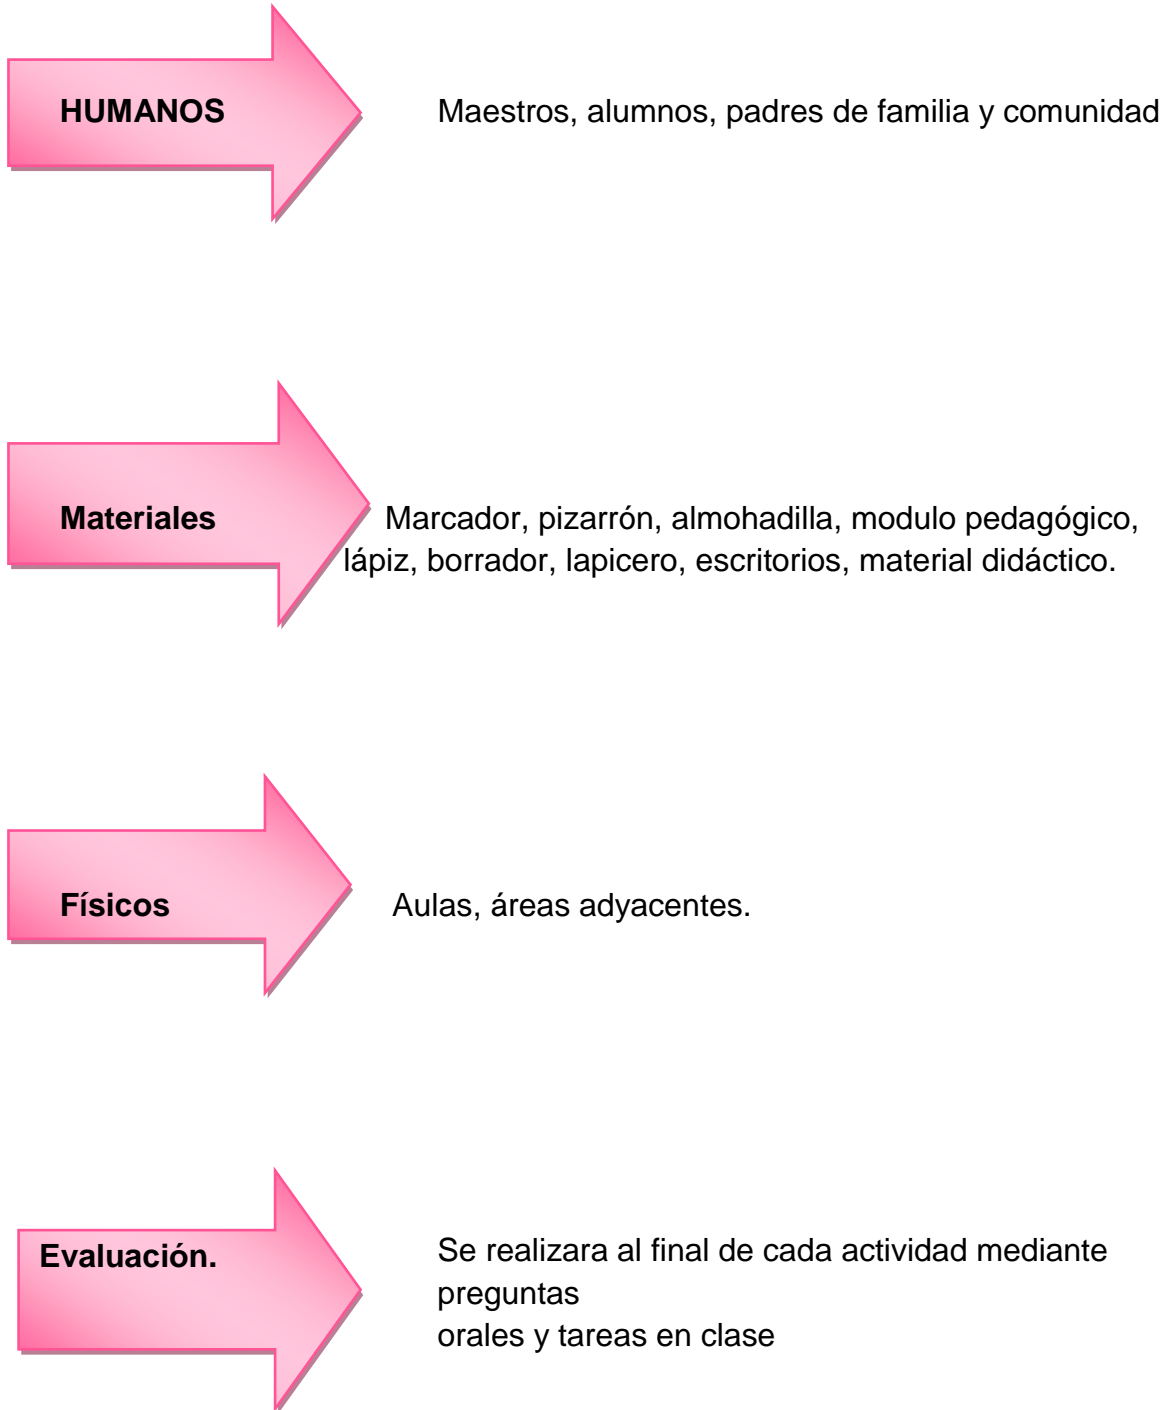 HUMANOS
Maestros, alumnos, padres de familia y comunidad
Materiales
Marcador, pizarrón, almohadilla, modulo pedagógico,
lápiz, borrador, lapicero, escritorios, material didáctico.
Físicos
Aulas, áreas adyacentes.
Evaluación.
Se realizara al final de cada actividad mediante
preguntas
orales y tareas en clase